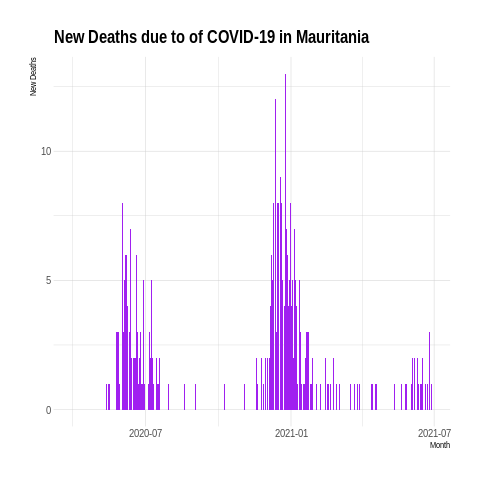 New Deaths due to of COVID-19 in Mauritania
New Deaths
10
5
0
2020-07
2021-01
2021-07
Month